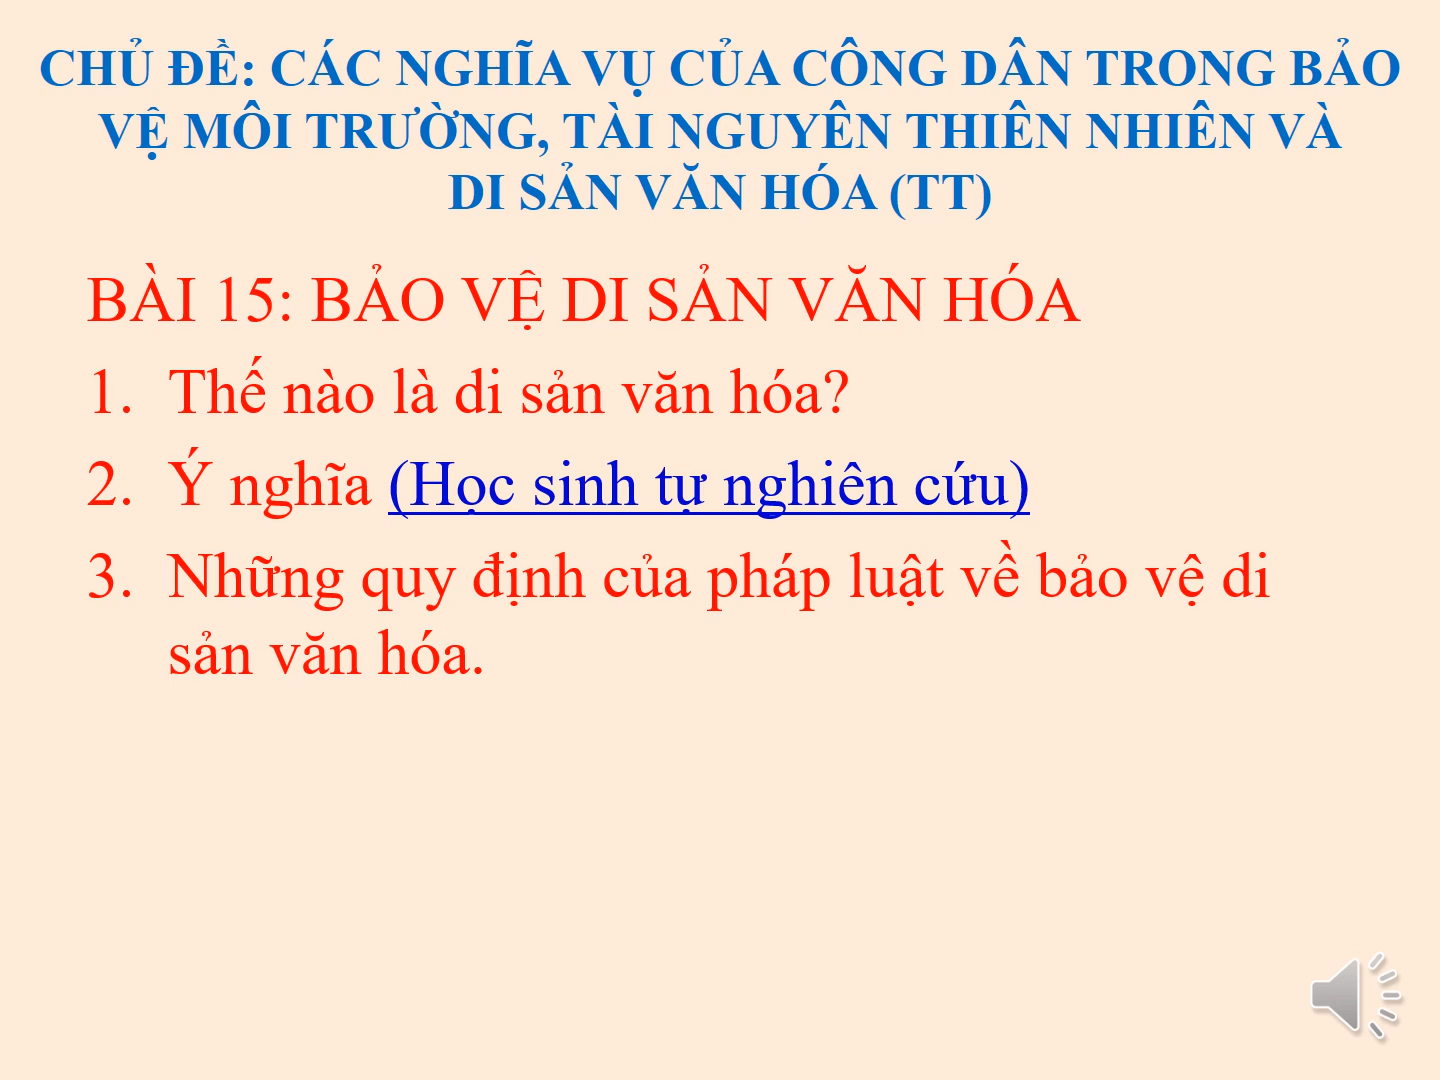 CHỦ ĐỀ: CÁC NGHĨA VỤ CỦA CÔNG DÂN TRONG BẢO
VỆ MÔI TRƯỜNG, TÀI NGUYÊN THIÊN NHIÊN VÀ
DI SẢN VĂN HÓA (TT)
BÀI 15: BẢO VỆ DI SẢN VĂN HÓA
1. Thế nào là di sản văn hóa?
2. Ý nghĩa (Học sinh tự nghiên cứu)
3. Những quy định của pháp luật về bảo vệ di
sản văn hóa.